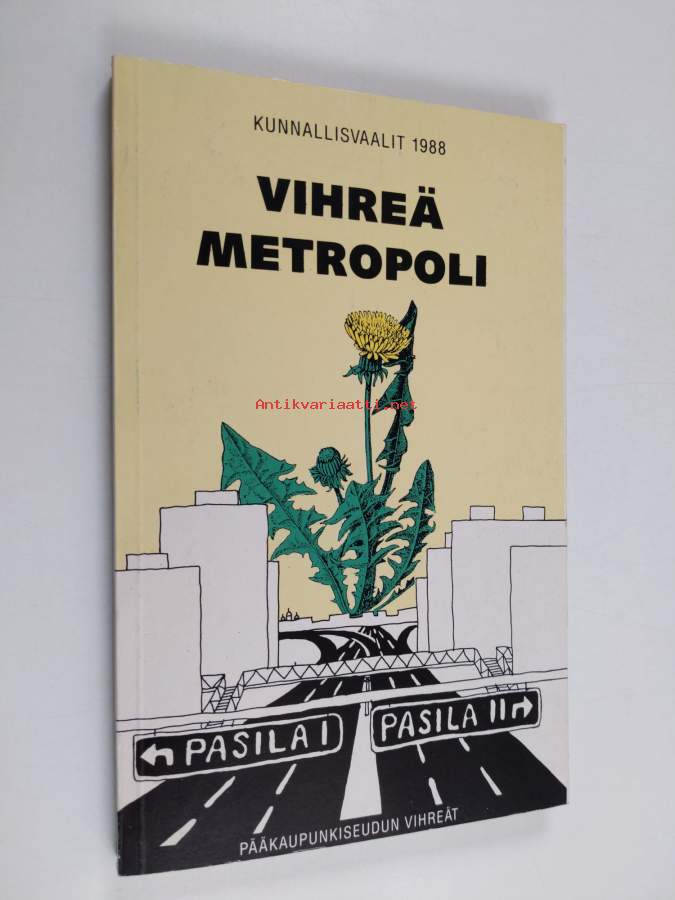 KUNNALLISVAALIT 1988
VIHREÄ
METROPOLI
Antikvariaatti.net
PASILA I
PASILA II
PÄÄKAUPUNKISEUDUN VIHREÄT